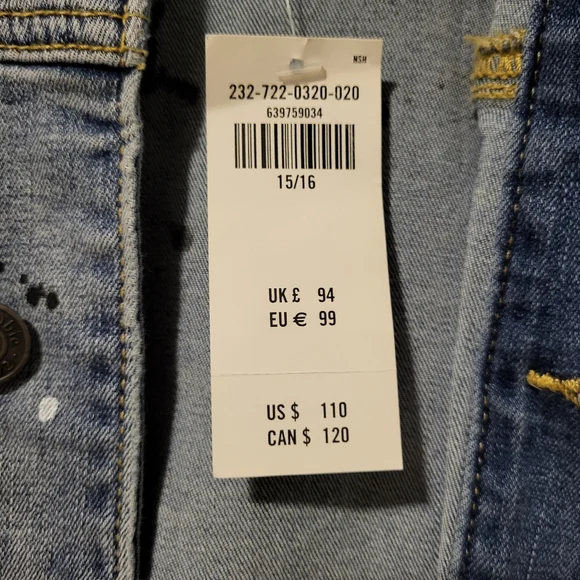 NSH
232-722-0320-020
639759034
15/16
UK £ 94
EU € 99
US $ 110
CAN $ 120